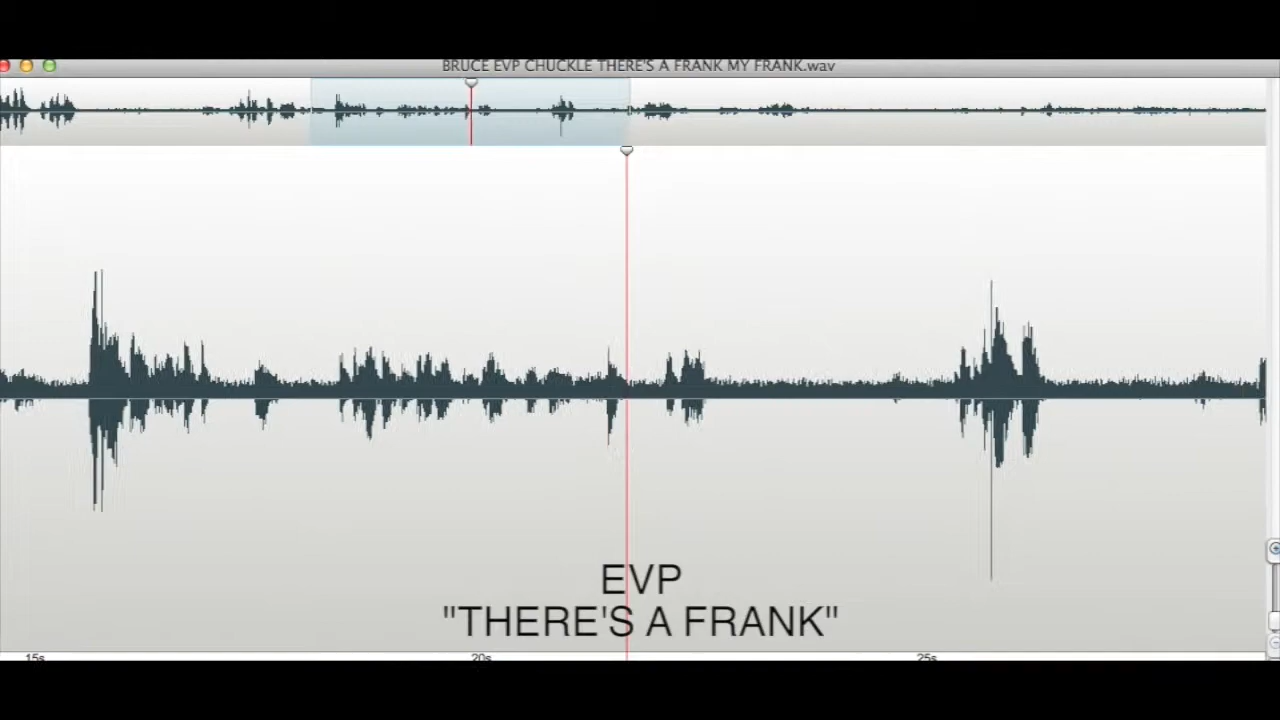 BRUCE EVP CHUCKLE THERE'S A FRANK MY FRANK.wav
EVP
"THERE'S A FRANK"
15s 20s 25s